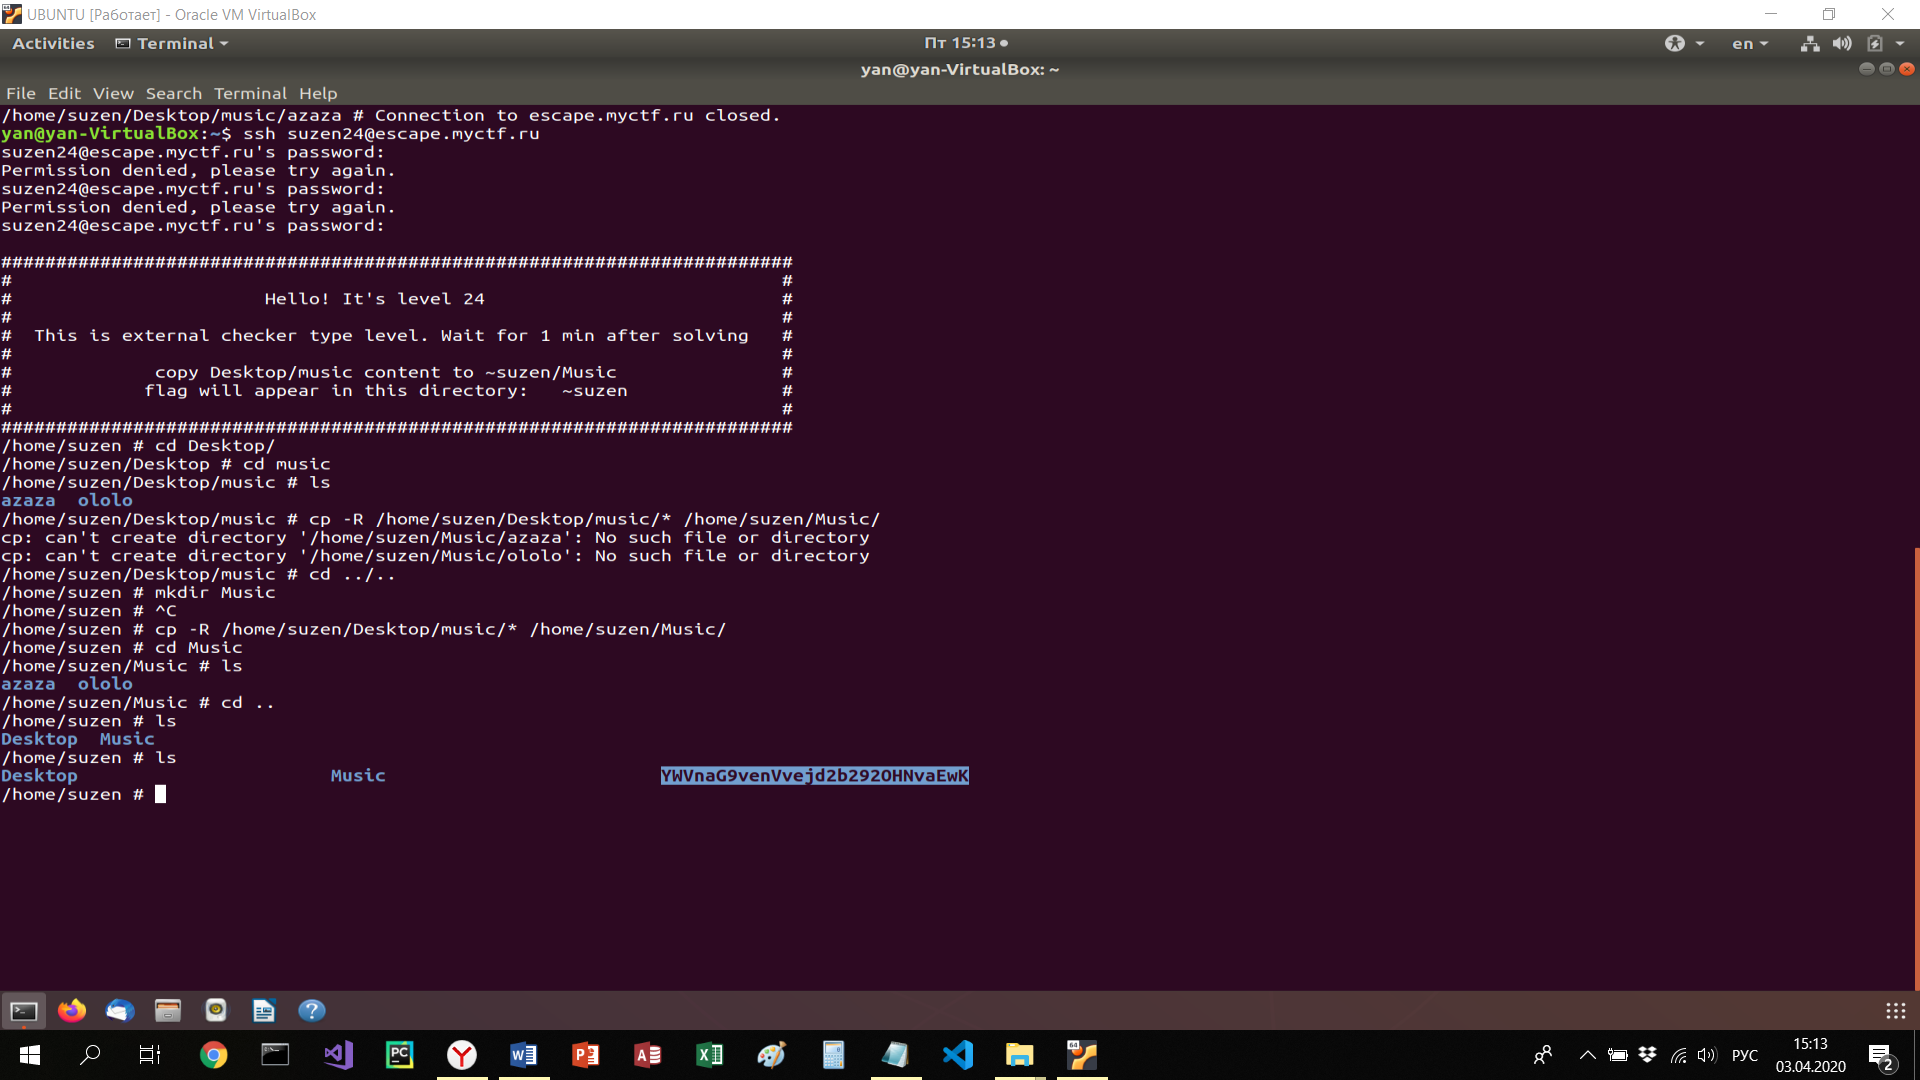 UBUNTU [Работает] - Oracle VM VirtualBox
Activities Terminal Пт 15:13 en
yan@yan-VirtualBox: ~
File Edit View Search Terminal Help
/home/suzen/Desktop/music/azaza # Connection to escape.myctf.ru closed.
yan@yan-VirtualBox:~$ ssh suzen24@escape.myctf.ru
suzen24@escape.myctf.ru's password:
Permission denied, please try again.
suzen24@escape.myctf.ru's password:
Permission denied, please try again.
suzen24@escape.myctf.ru's password:
########################################################################
# #
# Hello! It's level 24 #
# #
# This is external checker type level. Wait for 1 min after solving #
# #
# copy Desktop/music content to ~suzen/Music #
# flag will appear in this directory: ~suzen #
# #
########################################################################
/home/suzen # cd Desktop/
/home/suzen/Desktop # cd music
/home/suzen/Desktop/music # ls
azaza ololo
/home/suzen/Desktop/music # cp -R /home/suzen/Desktop/music/* /home/suzen/Music/
cp: can't create directory '/home/suzen/Music/azaza': No such file or directory
cp: can't create directory '/home/suzen/Music/ololo': No such file or directory
/home/suzen/Desktop/music # cd ../..
/home/suzen # mkdir Music
/home/suzen # ^C
/home/suzen # cp -R /home/suzen/Desktop/music/* /home/suzen/Music/
/home/suzen # cd Music
/home/suzen/Music # ls
azaza ololo
/home/suzen/Music # cd ..
/home/suzen # ls
Desktop Music
/home/suzen # ls
Desktop Music YWVnaG9venVvejd2b292OHNvaEwK
/home/suzen #
РУС
15:13
03.04.2020
2